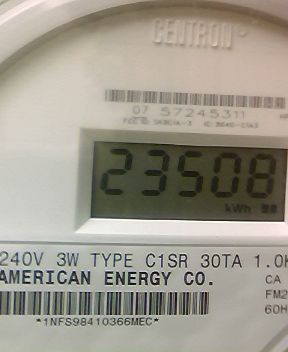 CENTRON®
07 57245311
23508
kWh
240V 3W TYPE C1SR 30TA 1.0K
AMERICAN ENERGY CO.
CA
FM2
60H
*1NFS98410366MEC*